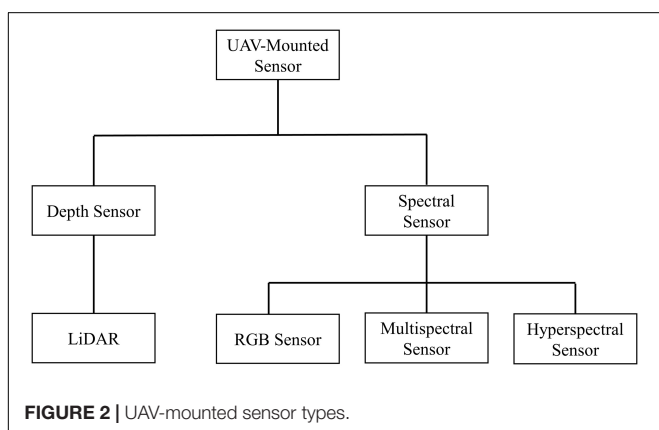 UAV-Mounted
Sensor
Depth Sensor
Spectral
Sensor
LiDAR
RGB Sensor
Multispectral
Sensor
Hyperspectral
Sensor
FIGURE 2 | UAV-mounted sensor types.